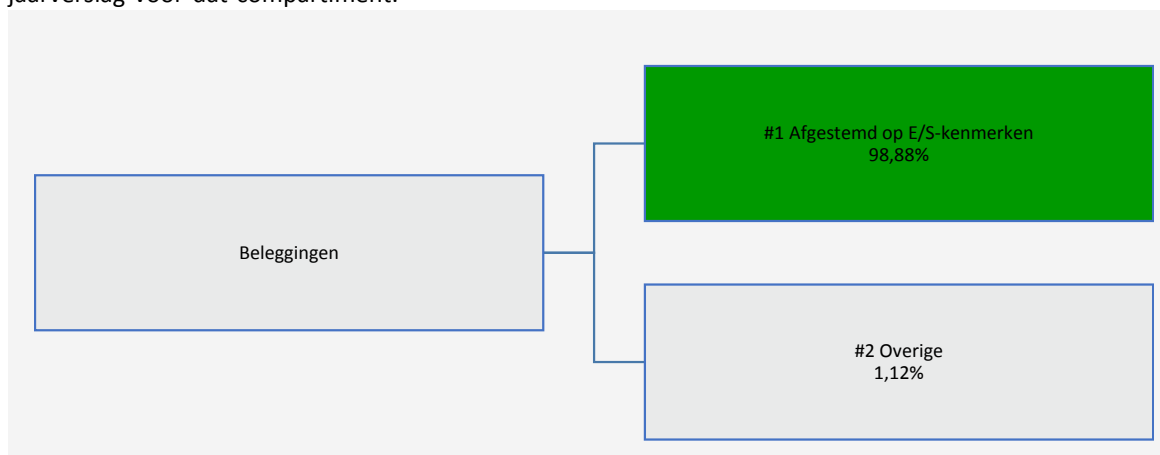 jaarverslag voor dat compartiment.
#1 Afgestemd op E/S-kenmerken
98,88%
Beleggingen
#2 Overige
1,12%